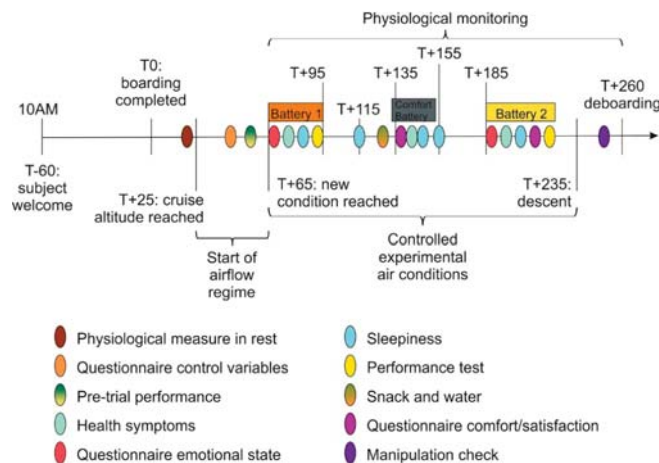 Physiological monitoring
T0:
boarding
completed
T+95
T+135
T+155
T+185
10AM
Battery 1
T+115
Comfort
Battery
Battery 2
T+260
deboarding
T-60:
subject
welcome
T+25: cruise
altitude reached
T+65: new
condition reached
T+235:
descent
Start of
airflow
regime
Controlled
experimental
air conditions
Physiological measure in rest
Questionnaire control variables
Pre-trial performance
Health symptoms
Questionnaire emotional state
Sleepiness
Performance test
Snack and water
Questionnaire comfort/satisfaction
Manipulation check